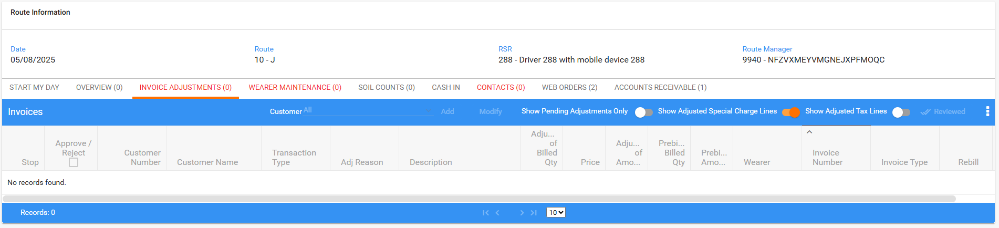 Route Information
Date
05/08/2025
Route
10 - J
RSR
288 - Driver 288 with mobile device 288
Route Manager
9940 - NFZVXMEYVMGNEJXPFMOQC
START MY DAY
OVERVIEW (0)
INVOICE ADJUSTMENTS (0)
WEARER MAINTENANCE (0)
SOIL COUNTS (0)
CASH IN
CONTACTS (0)
WEB ORDERS (2)
ACCOUNTS RECEIVABLE (1)
Invoices
Customer All
Add
Modify
Show Pending Adjustments Only
Show Adjusted Special Charge Lines
Show Adjusted Tax Lines
Reviewed
Stop
Approve /
Reject
Customer
Number
Customer Name
Transaction
Type
Adj Reason
Description
Adju...
of
Billed
Qty
Price
Adju...
of
Amo...
Prebi...
Billed
Qty
Prebi...
Amo...
Wearer
Invoice
Number
Invoice Type
Rebill
No records found.
Records: 0
10